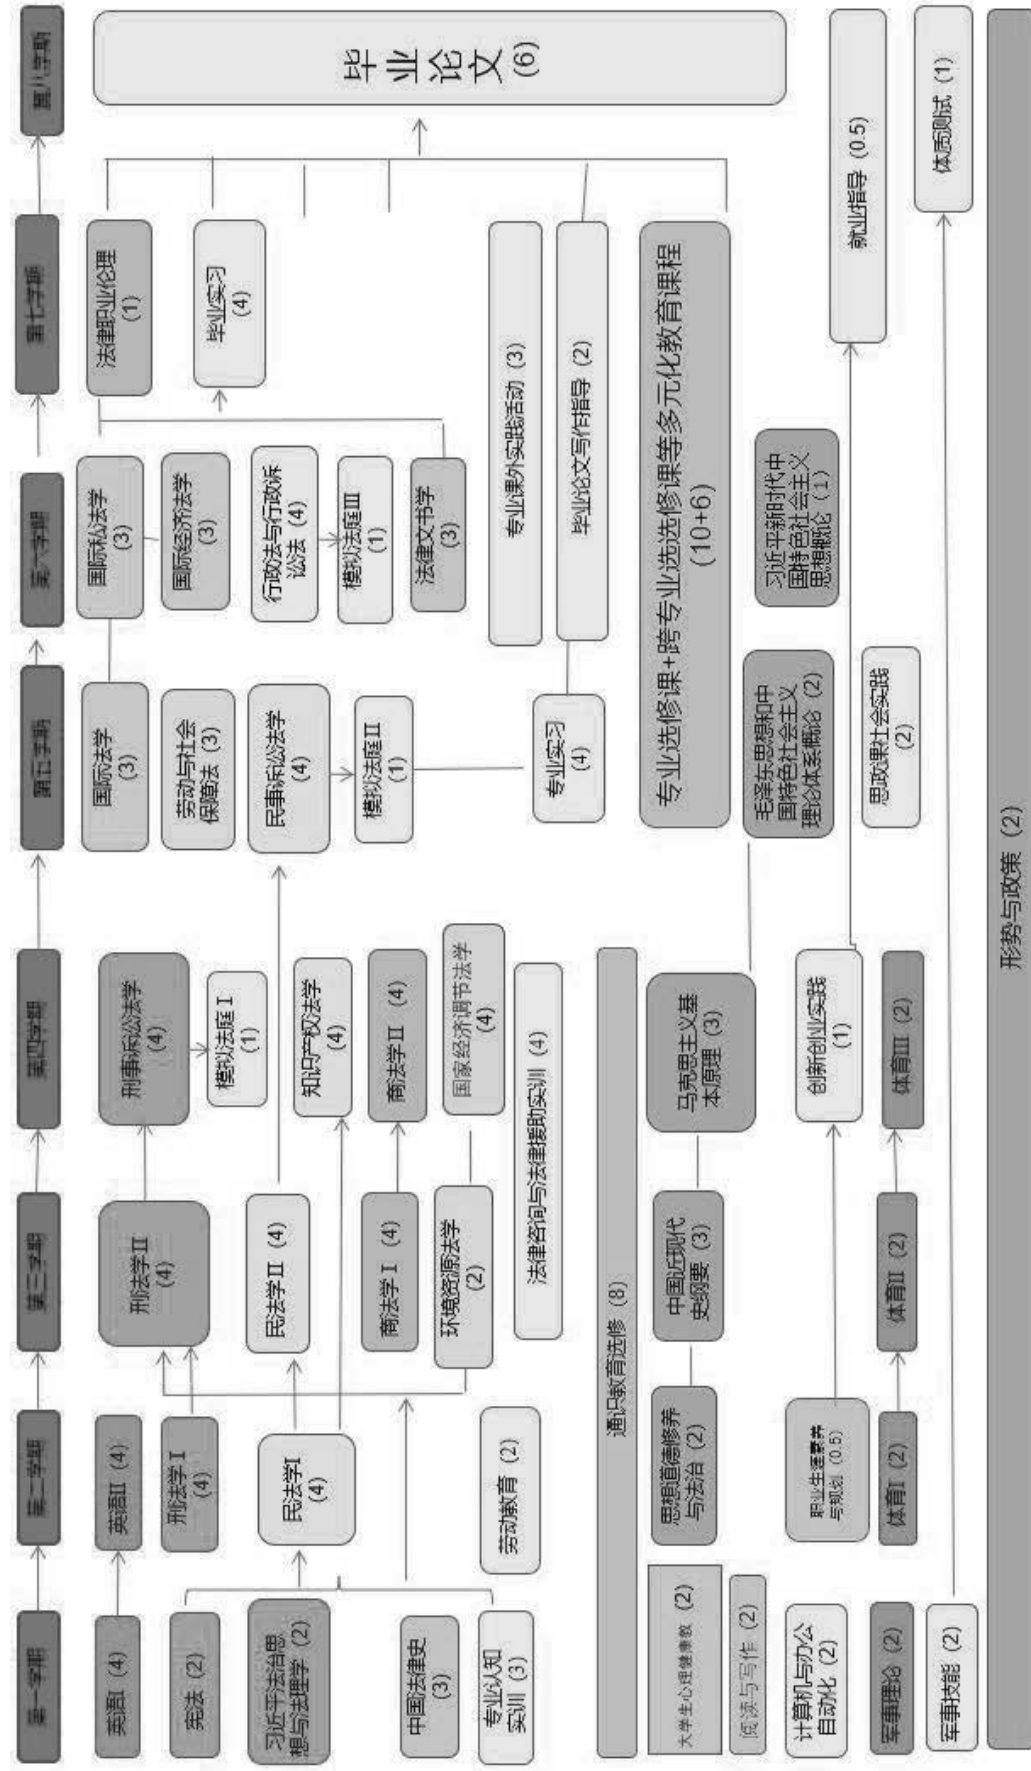 第一学期
第二学期
第三学期
第四学期
第五学期
第六学期
第七学期
第八学期
英语I(4)
宪法(2)
习近平法治思
想与法理学(2)
中国法律史
(3)
专业认知
实训(3)
英语II(4)
刑法学I
(4)
民法学I
(4)
劳动教育(2)
刑法学II
(4)
民法学II(4)
商法学I(4)
环境资源法学
(2)
刑事诉讼法学
(4)
模拟法庭I
(1)
知识产权法学
(4)
商法学II(4)
国家经济调节法学
(4)
法律咨询与法律援助实训(4)
国际法学
(3)
劳动与社会
保障法(3)
民事诉讼法学
(4)
模拟法庭II
(1)
专业实习
(4)
国际私法学
(3)
国际经济法学
(3)
行政法与行政诉
讼法(4)
模拟法庭III
(1)
法律文书学
(3)
法律职业伦理
(1)
毕业实习
(4)
专业课外实践活动(3)
毕业论文写作指导(2)
毕业论文(6)
专业选修课+跨专业选选修课等多元化教育课程
(10+6)
通识教育选修(8)
大学生心理健康教(2)
阅读与写作(2)
计算机与办公
自动化(2)
军事理论(2)
军事技能(2)
思想道德修养
与法治(2)
职业生涯素养
与规划(0.5)
体育I(2)
中国近现代
史纲要(3)
体育II(2)
马克思主义基
本原理(3)
创新创业实践
(1)
体育III(2)
毛泽东思想和中
国特色社会主义
理论体系概论(2)
思政课社会实践
(2)
习近平新时代中
国特色社会主义
思想概论(1)
就业指导(0.5)
体质测试(1)
形势与政策(2)